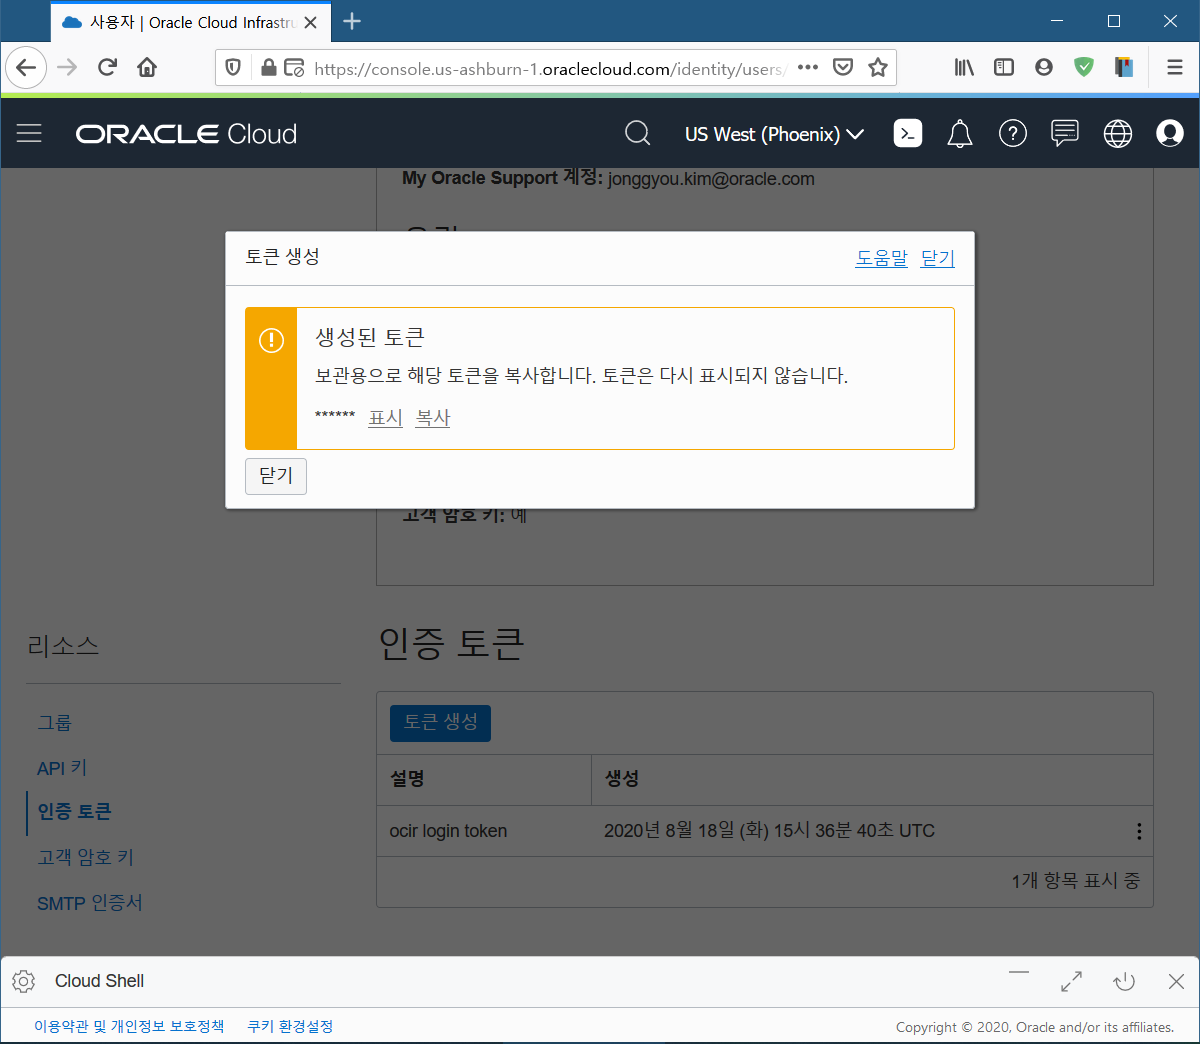 사용자 | Oracle Cloud Infrastru
https://console.us-ashburn-1.oraclecloud.com/identity/users/
ORACLE Cloud
US West (Phoenix)
My Oracle Support 계정: jonggyou.kim@oracle.com
토큰 생성
도움말 닫기
생성된 토큰
보관용으로 해당 토큰을 복사합니다. 토큰은 다시 표시되지 않습니다.
****** 표시 복사
닫기
고객 암호 키: 예
리소스
그룹
API 키
인증 토큰
고객 암호 키
SMTP 인증서
인증 토큰
토큰 생성
설명 생성
ocir login token 2020년 8월 18일 (화) 15시 36분 40초 UTC
1개 항목 표시 중
Cloud Shell
이용약관 및 개인정보 보호정책 쿠키 환경설정
Copyright © 2020, Oracle and/or its affiliates.